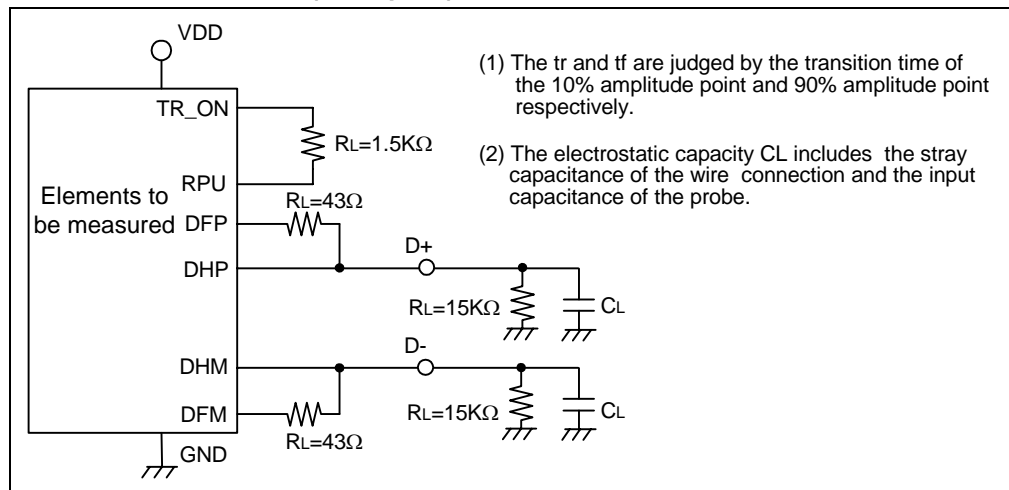 VDD
(1) The tr and tf are judged by the transition time of
the 10% amplitude point and 90% amplitude point
respectively.
TR_ON
RL=1.5KΩ
(2) The electrostatic capacity CL includes the stray
capacitance of the wire connection and the input
capacitance of the probe.
RPU
Elements to
be measured
RL=43Ω
DFP
D+
DHP
RL=15KΩ
CL
D-
DHM
RL=15KΩ
CL
DFM
RL=43Ω
GND